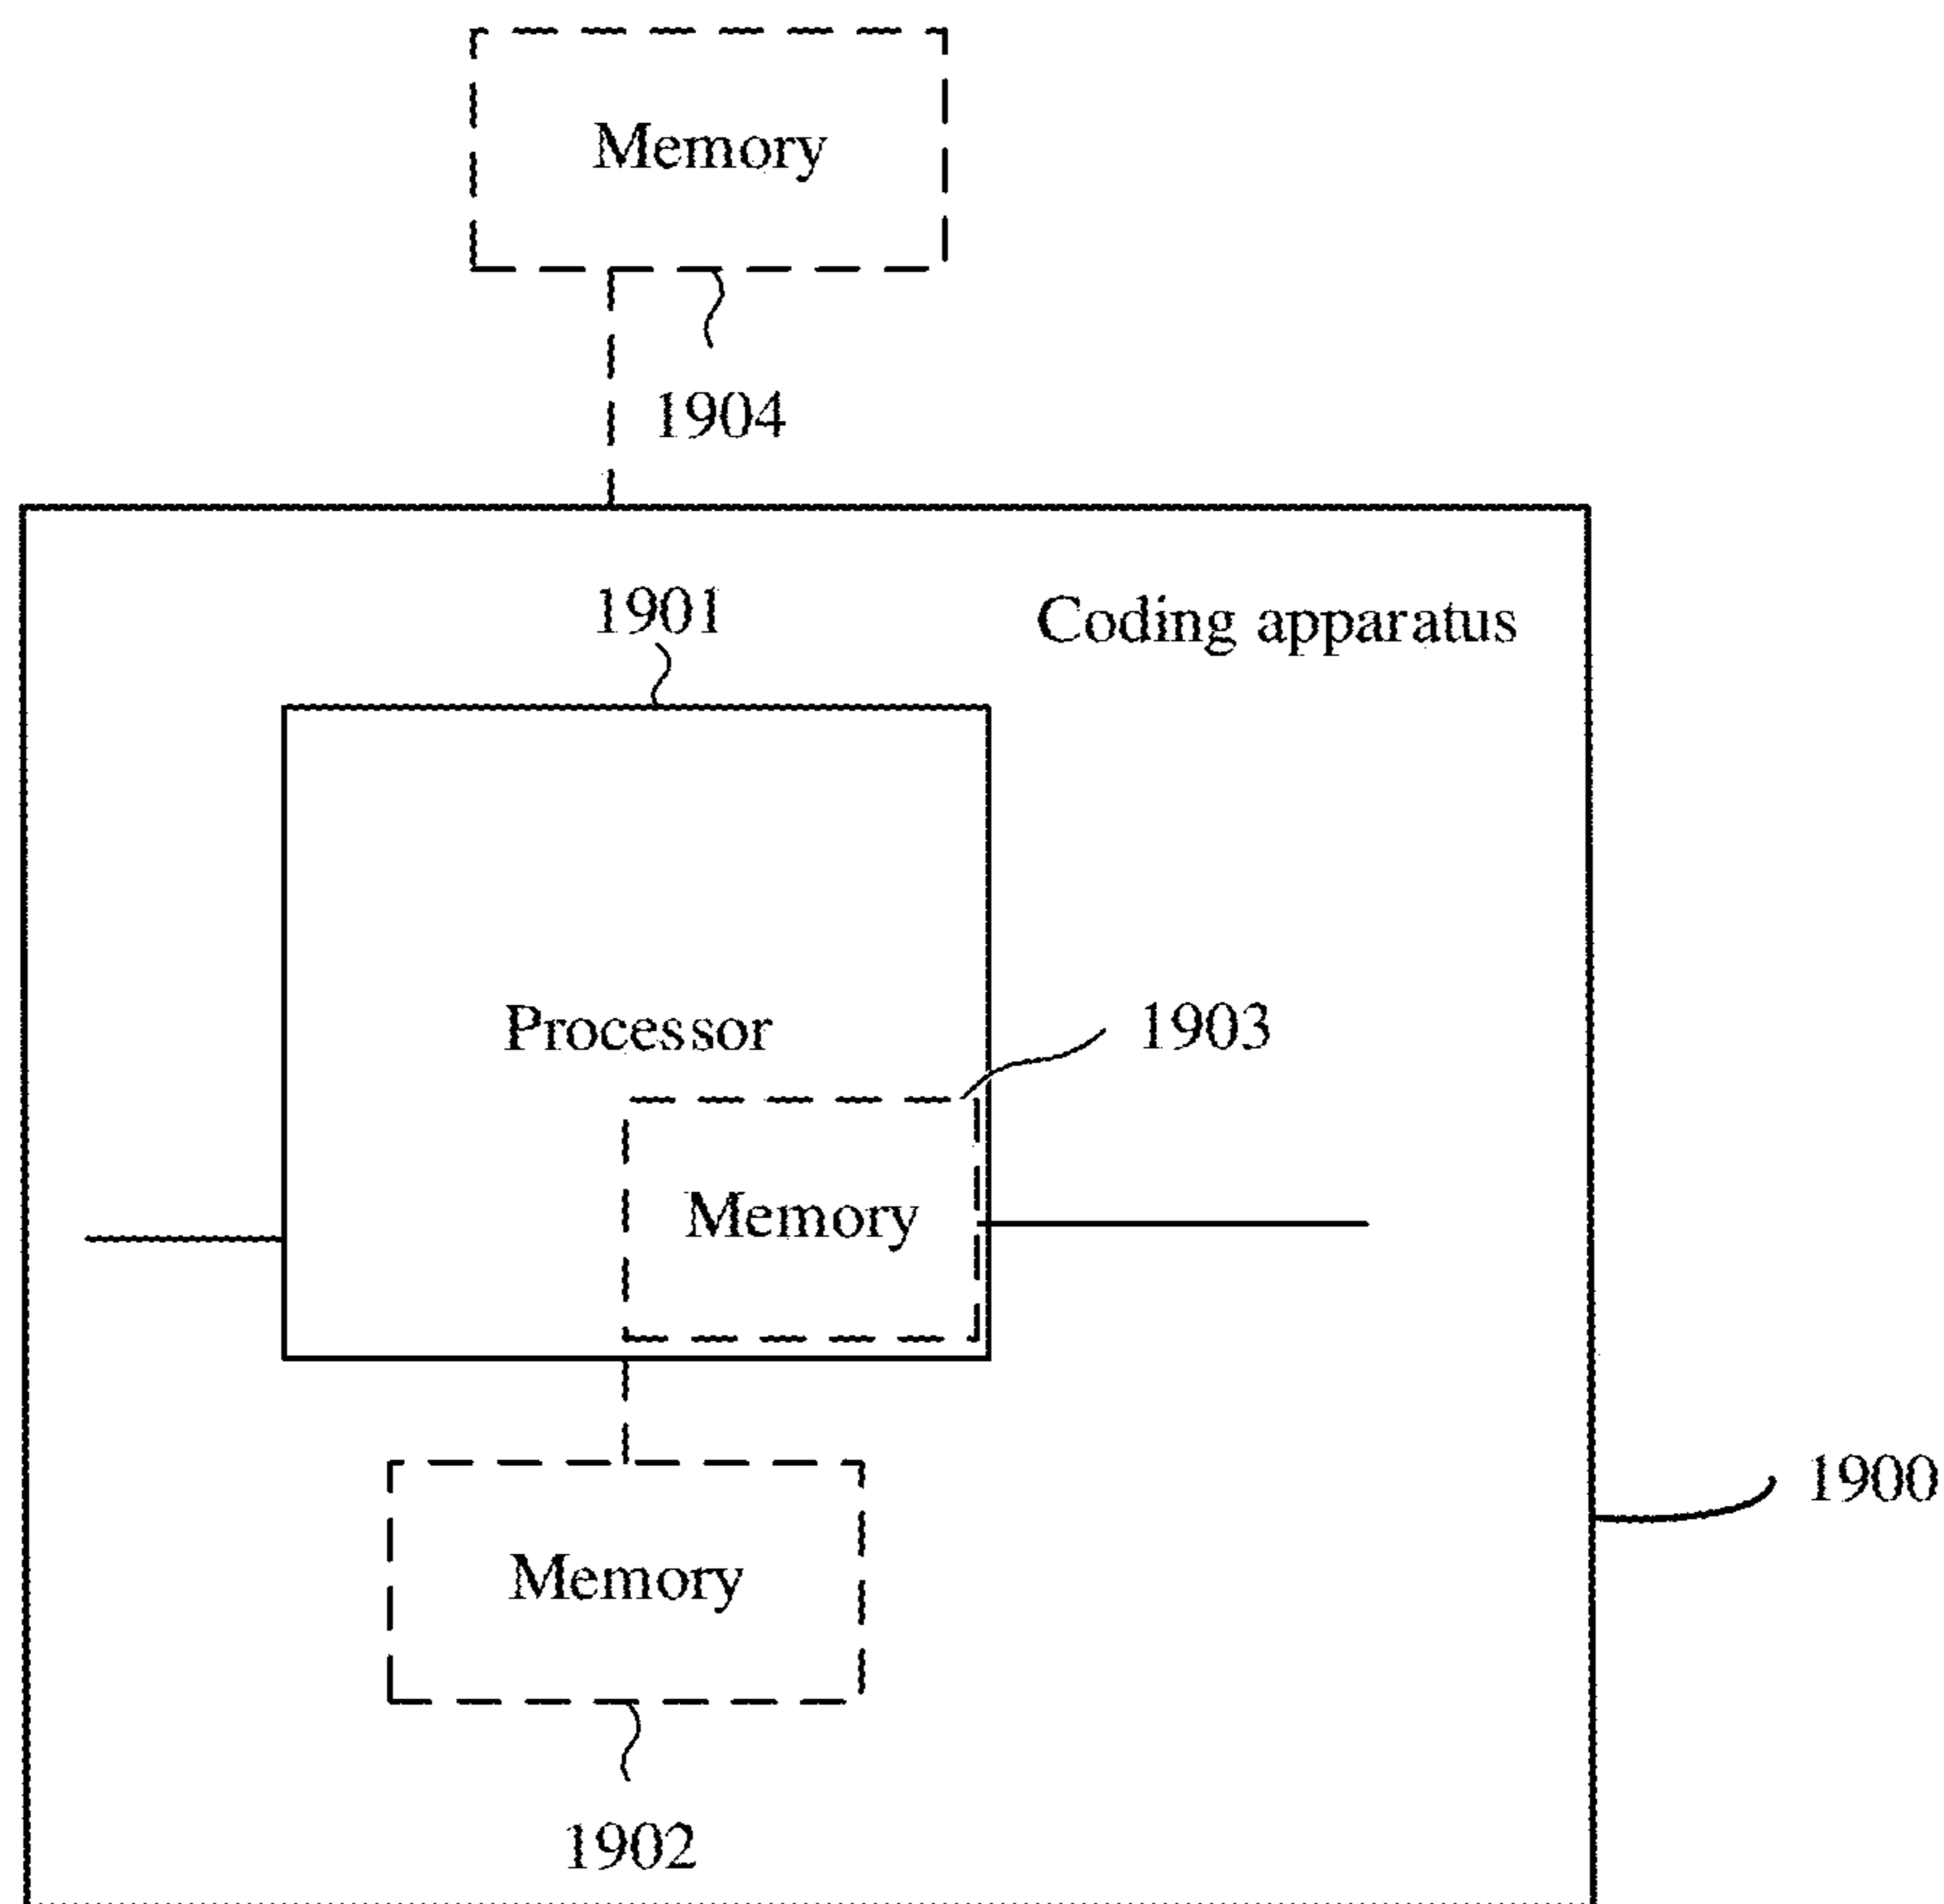 Memory
1904
1901
Coding apparatus
Processor
1903
Memory
1900
Memory
1902